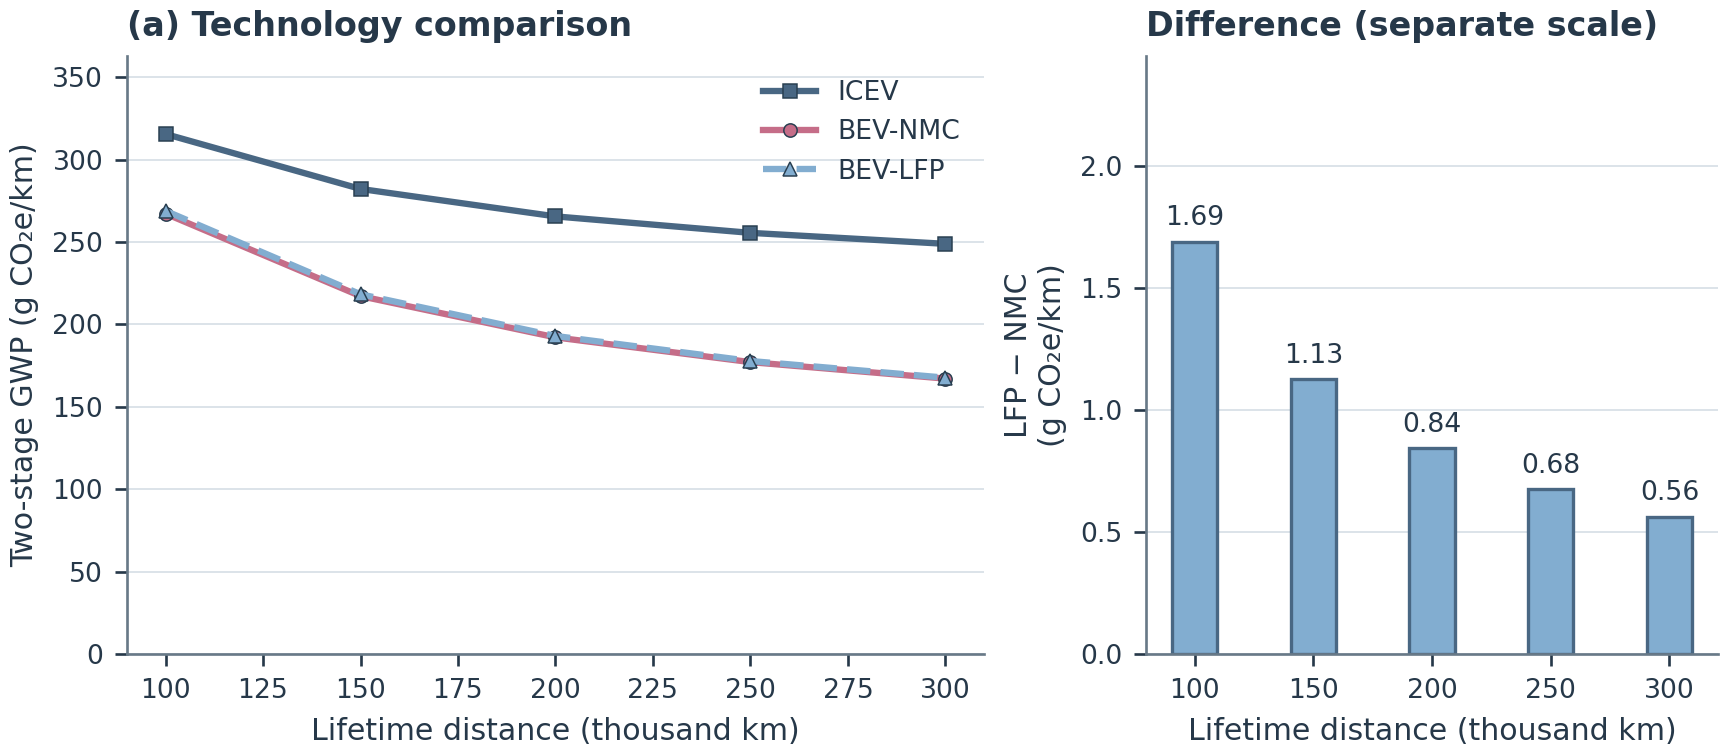 (a) Technology comparison
Two-stage GWP (g CO₂e/km)
350
300
250
200
150
100
50
0
ICEV
BEV-NMC
BEV-LFP
100 125 150 175 200 225 250 275 300
Lifetime distance (thousand km)
Difference (separate scale)
LFP − NMC
(g CO₂e/km)
2.0
1.5
1.0
0.5
0.0
1.69
1.13
0.84
0.68
0.56
100 150 200 250 300
Lifetime distance (thousand km)